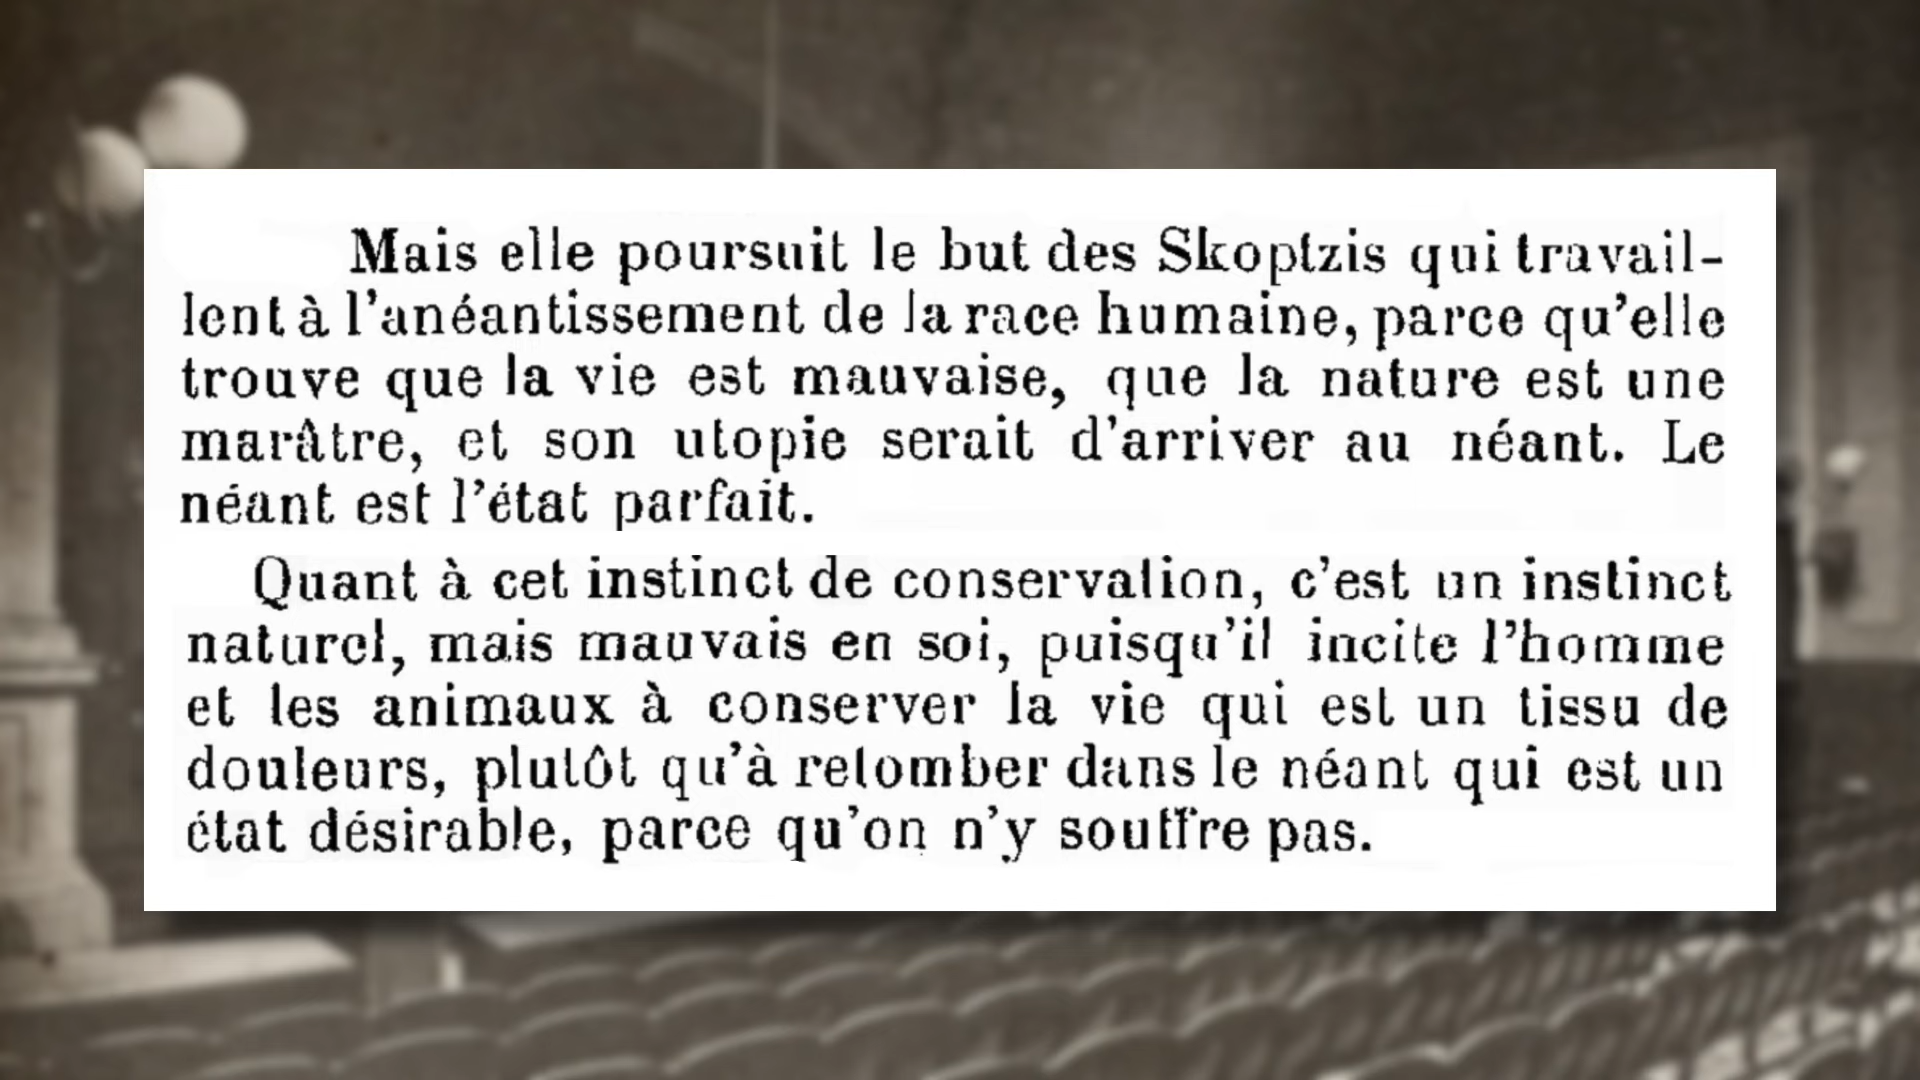 Mais elle poursuit le but des Skoptzis qui travail-
lent à l'anéantissement de la race humaine, parce qu'elle
trouve que la vie est mauvaise, que la nature est une
marâtre, et son utopie serait d'arriver au néant. Le
néant est l'état parfait.
Quant à cet instinct de conservation, c'est un instinct
naturel, mais mauvais en soi, puisqu'il incite l'homme
et les animaux à conserver la vie qui est un tissu de
douleurs, plutôt qu'à retomber dans le néant qui est un
état désirable, parce qu'on n'y souffre pas.